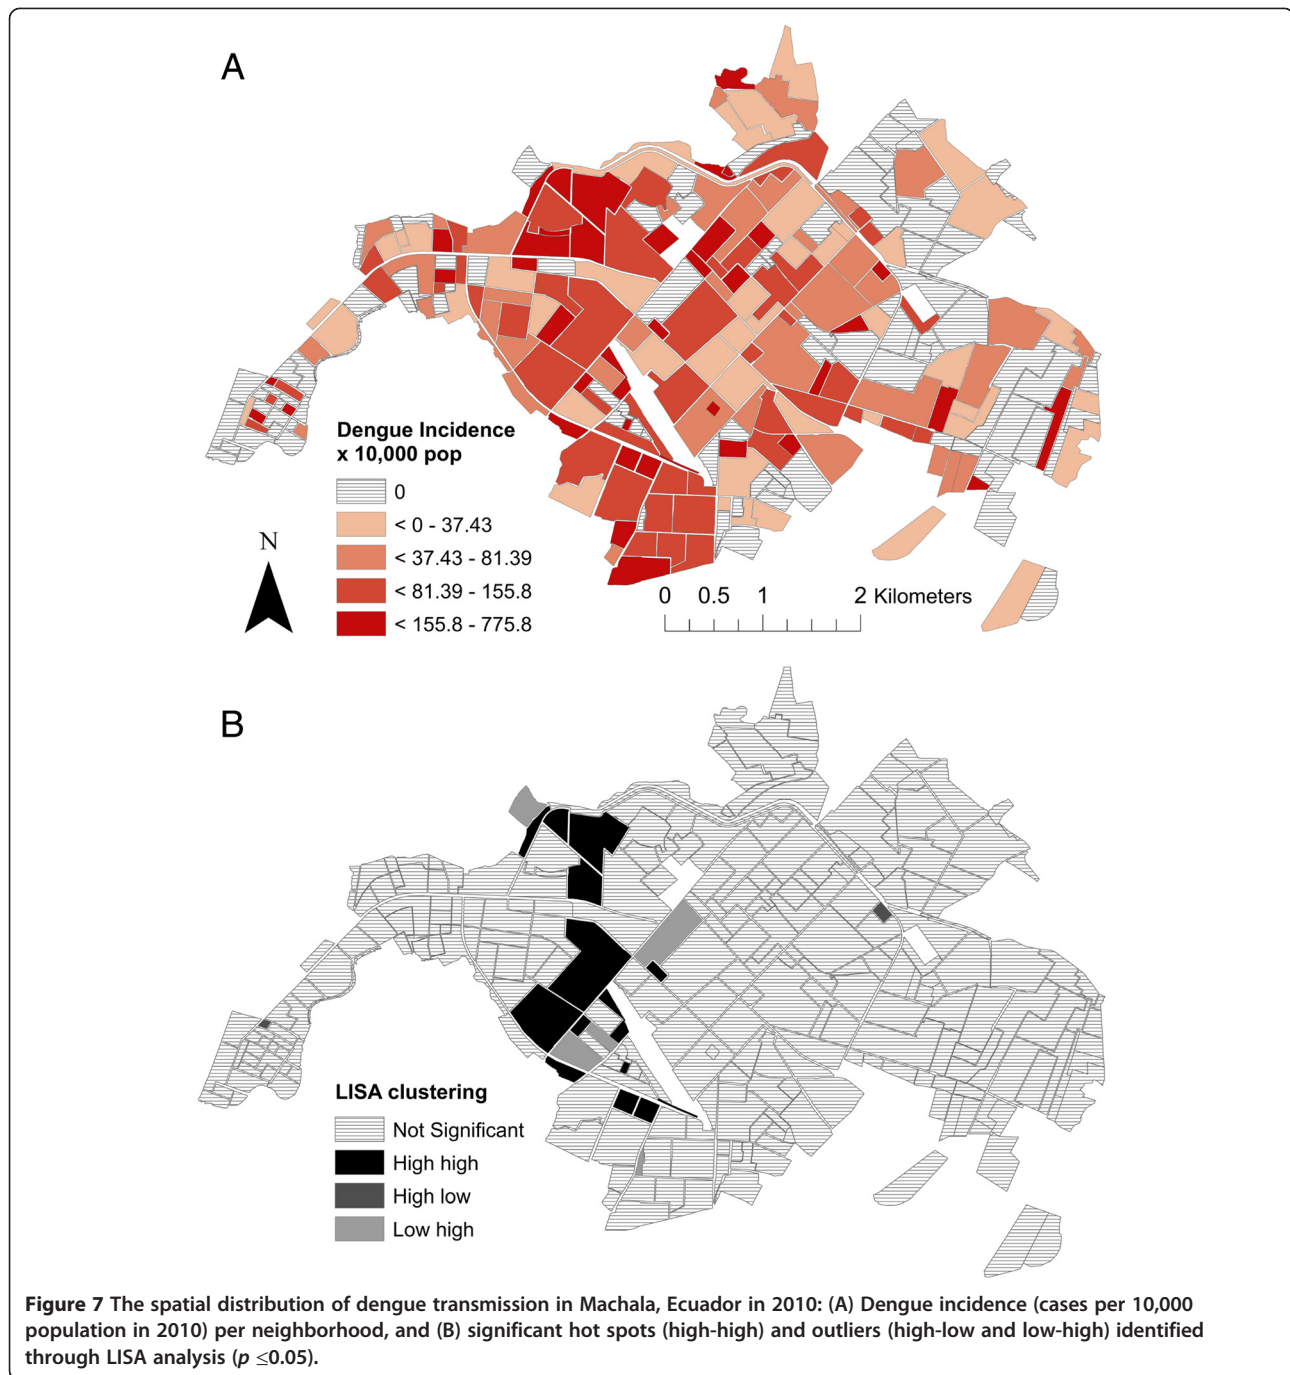 A
Dengue Incidence
x 10,000 pop
0
< 0 - 37.43
< 37.43 - 81.39
< 81.39 - 155.8
< 155.8 - 775.8
N
0 0.5 1 2 Kilometers
B
LISA clustering
Not Significant
High high
High low
Low high
Figure 7 The spatial distribution of dengue transmission in Machala, Ecuador in 2010: (A) Dengue incidence (cases per 10,000
population in 2010) per neighborhood, and (B) significant hot spots (high-high) and outliers (high-low and low-high) identified
through LISA analysis (p ≤0.05).